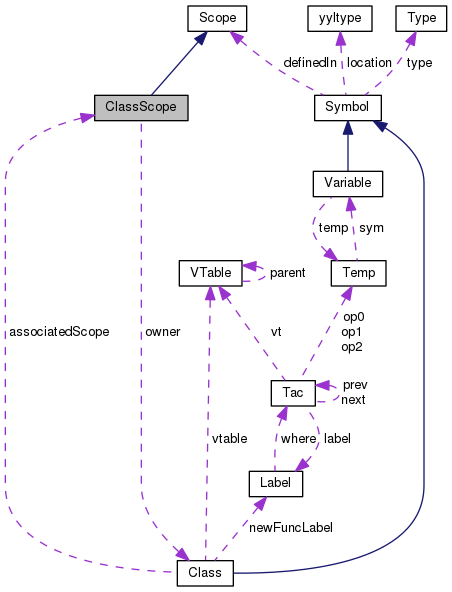 Scope
yyltype
Type
definedIn
location
type
ClassScope
Symbol
Variable
temp
sym
VTable
parent
Temp
associatedScope
owner
vt
op0
op1
op2
Tac
prev
next
vtable
where
label
Label
newFuncLabel
Class